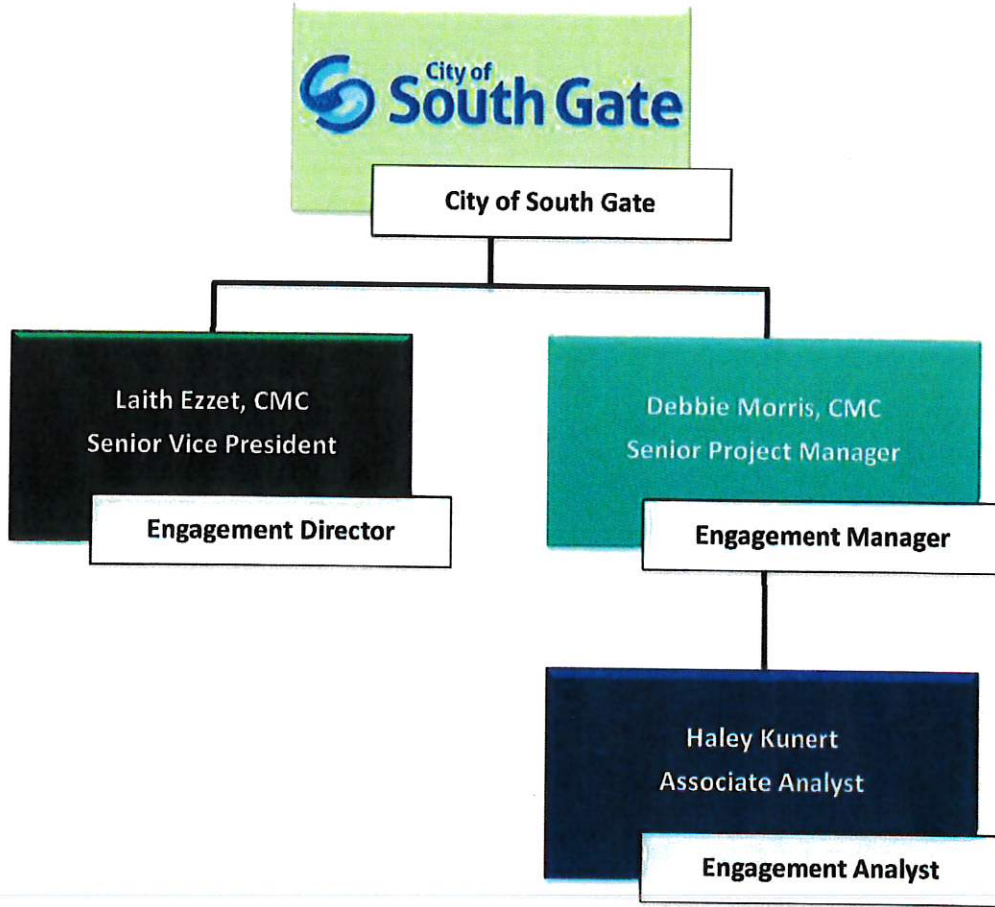 City of
South Gate
City of South Gate
Laith Ezzet, CMC
Senior Vice President
Engagement Director
Debbie Morris, CMC
Senior Project Manager
Engagement Manager
Haley Kunert
Associate Analyst
Engagement Analyst